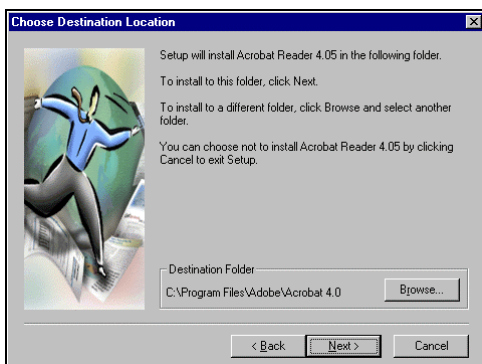 Choose Destination Location
Setup will install Acrobat Reader 4.05 in the following folder.
To install to this folder, click Next.
To install to a different folder, click Browse and select another
folder.
You can choose not to install Acrobat Reader 4.05 by clicking
Cancel to exit Setup.
Destination Folder
C:\Program Files\Adobe\Acrobat 4.0
Browse...
< Back
Next >
Cancel